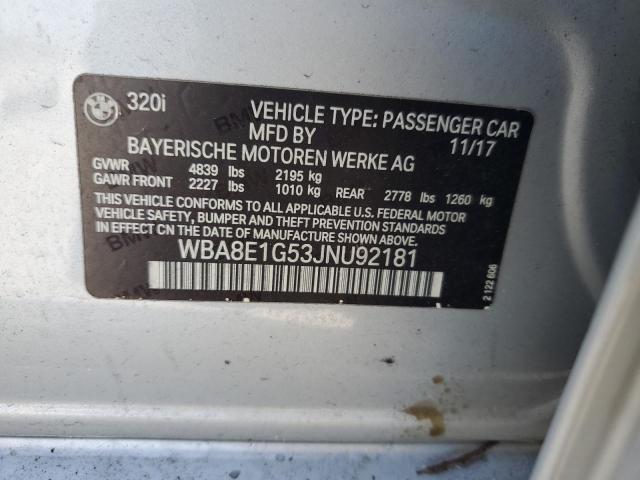 320i VEHICLE TYPE: PASSENGER CAR
MFD BY 11/17
BAYERISCHE MOTOREN WERKE AG
GVWR 4839 lbs 2195 kg
GAWR FRONT 2227 lbs 1010 kg REAR 2778 lbs 1260 kg
THIS VEHICLE CONFORMS TO ALL APPLICABLE U.S. FEDERAL MOTOR
VEHICLE SAFETY, BUMPER AND THEFT PREVENTION STANDARDS
IN EFFECT ON THE DATE OF MANUFACTURE SHOWN ABOVE.
WBA8E1G53JNU92181
2 122 606